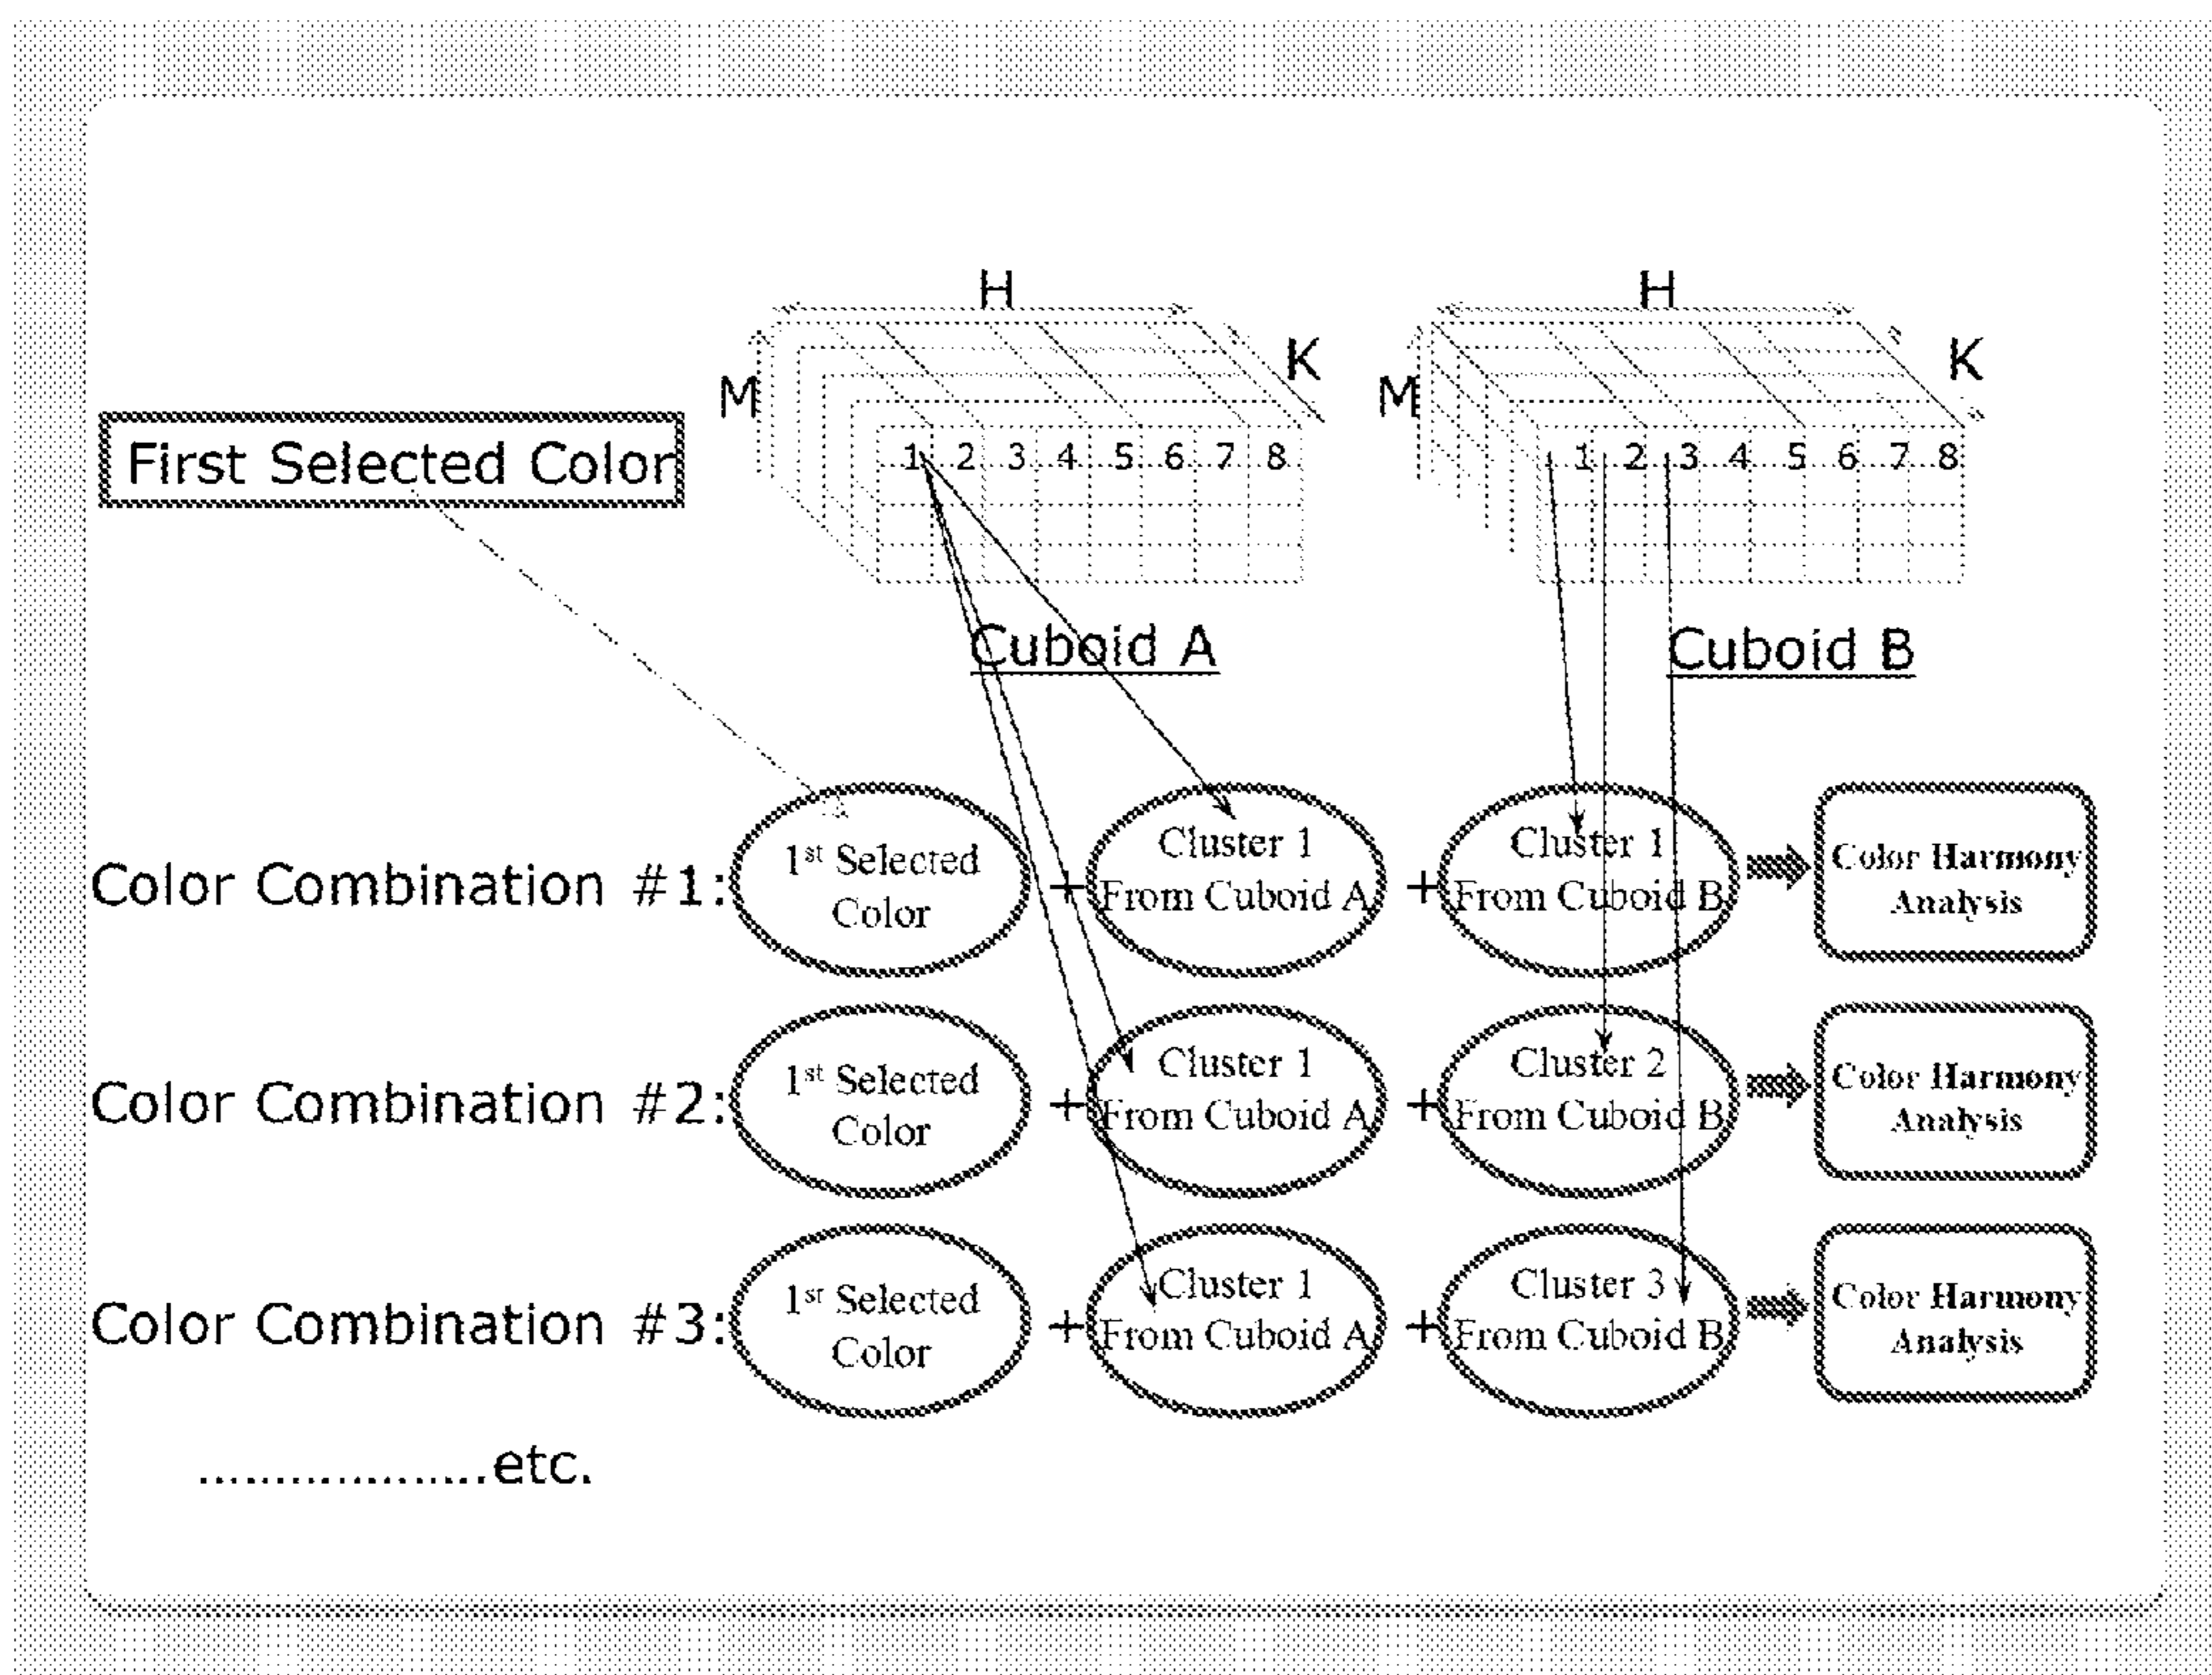 H H
M K M K
First Selected Color
1 2 3 4 5 6 7 8 1 2 3 4 5 6 7 8
Cuboid A Cuboid B
Color Combination #1: 1st Selected Color + Cluster 1 From Cuboid A + Cluster 1 From Cuboid B Color Harmony Analysis
Color Combination #2: 1st Selected Color + Cluster 1 From Cuboid A + Cluster 2 From Cuboid B Color Harmony Analysis
Color Combination #3: 1st Selected Color + Cluster 1 From Cuboid A + Cluster 3 From Cuboid B Color Harmony Analysis
..................etc.